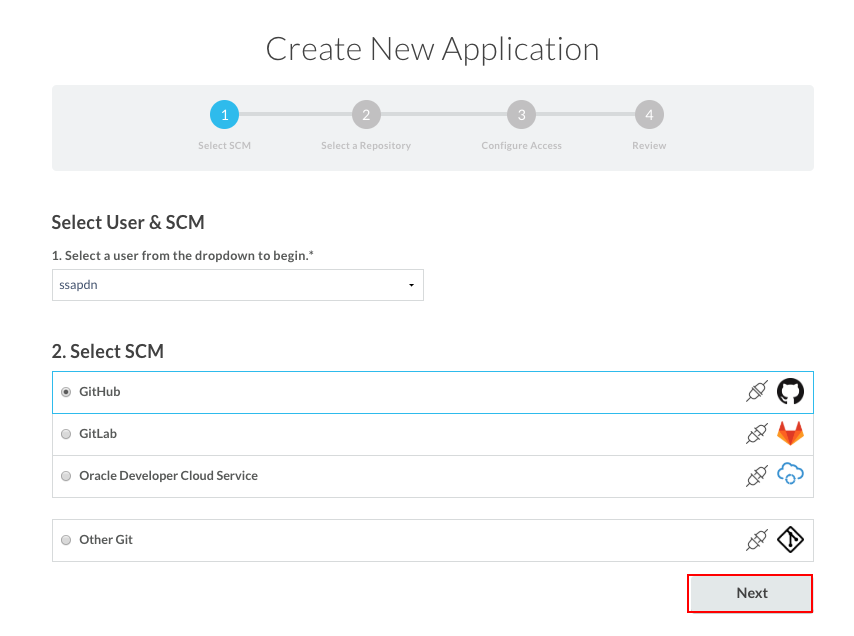 Create New Application
1 2 3 4
Select SCM Select a Repository Configure Access Review
Select User & SCM
1. Select a user from the dropdown to begin.*
ssapdn
2. Select SCM
GitHub
GitLab
Oracle Developer Cloud Service
Other Git
Next